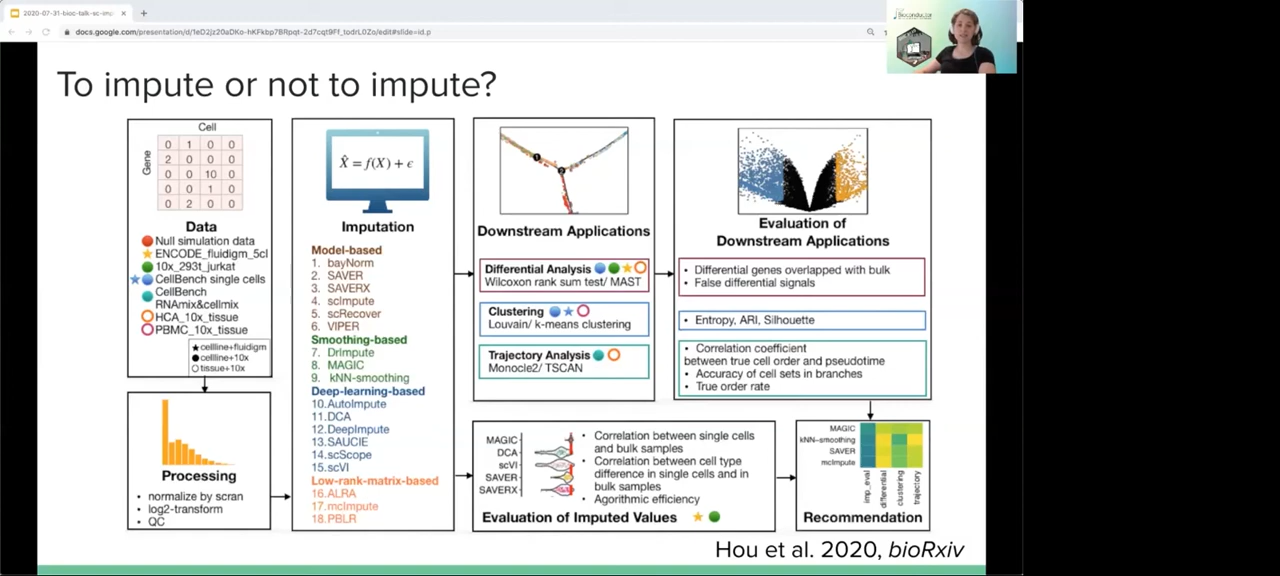 2020-07-31-bioc-talk-sc-imp
docs.google.com/presentation/d/1eD2jz20aDKo-hKFkbp7BRpqt-2d7cqt9Ff_todrL0Zo/edit#slide=id.p
Bioconductor
To impute or not to impute?
Cell
Gene
0 1 0 0
2 0 0 0
0 0 10 0
0 0 1 0
0 2 0 0
Data
Null simulation data
ENCODE_fluidigm_5cl
10x_293t_jurkat
CellBench single cells
CellBench
RNAmix&cellmix
HCA_10x_tissue
PBMC_10x_tissue
★cellline+fluidigm
●cellline+10x
○tissue+10x
Processing
• normalize by scran
• log2-transform
• QC
X̂ = f(X) + ϵ
Imputation
Model-based
1. bayNorm
2. SAVER
3. SAVERX
4. scImpute
5. scRecover
6. VIPER
Smoothing-based
7. DrImpute
8. MAGIC
9. kNN-smoothing
Deep-learning-based
10.AutoImpute
11.DCA
12.DeepImpute
13.SAUCIE
14.scScope
15.scVI
Low-rank-matrix-based
16.ALRA
17.mcImpute
18.PBLR
1
2
Downstream Applications
Differential Analysis
Wilcoxon rank sum test/ MAST
Clustering
Louvain/ k-means clustering
Trajectory Analysis
Monocle2/ TSCAN
Evaluation of
Downstream Applications
• Differential genes overlapped with bulk
• False differential signals
• Entropy, ARI, Silhouette
• Correlation coefficient
between true cell order and pseudotime
• Accuracy of cell sets in branches
• True order rate
MAGIC
DCA
scVI
SAVER
SAVERX
• Correlation between single cells
and bulk samples
• Correlation between cell type
difference in single cells and in
bulk samples
• Agorithmic efficiency
Evaluation of Imputed Values
MAGIC
kNN-smoothing
SAVER
mcImpute
imp_eval
differential
clustering
trajectory
Recommendation
Hou et al. 2020, bioRxiv